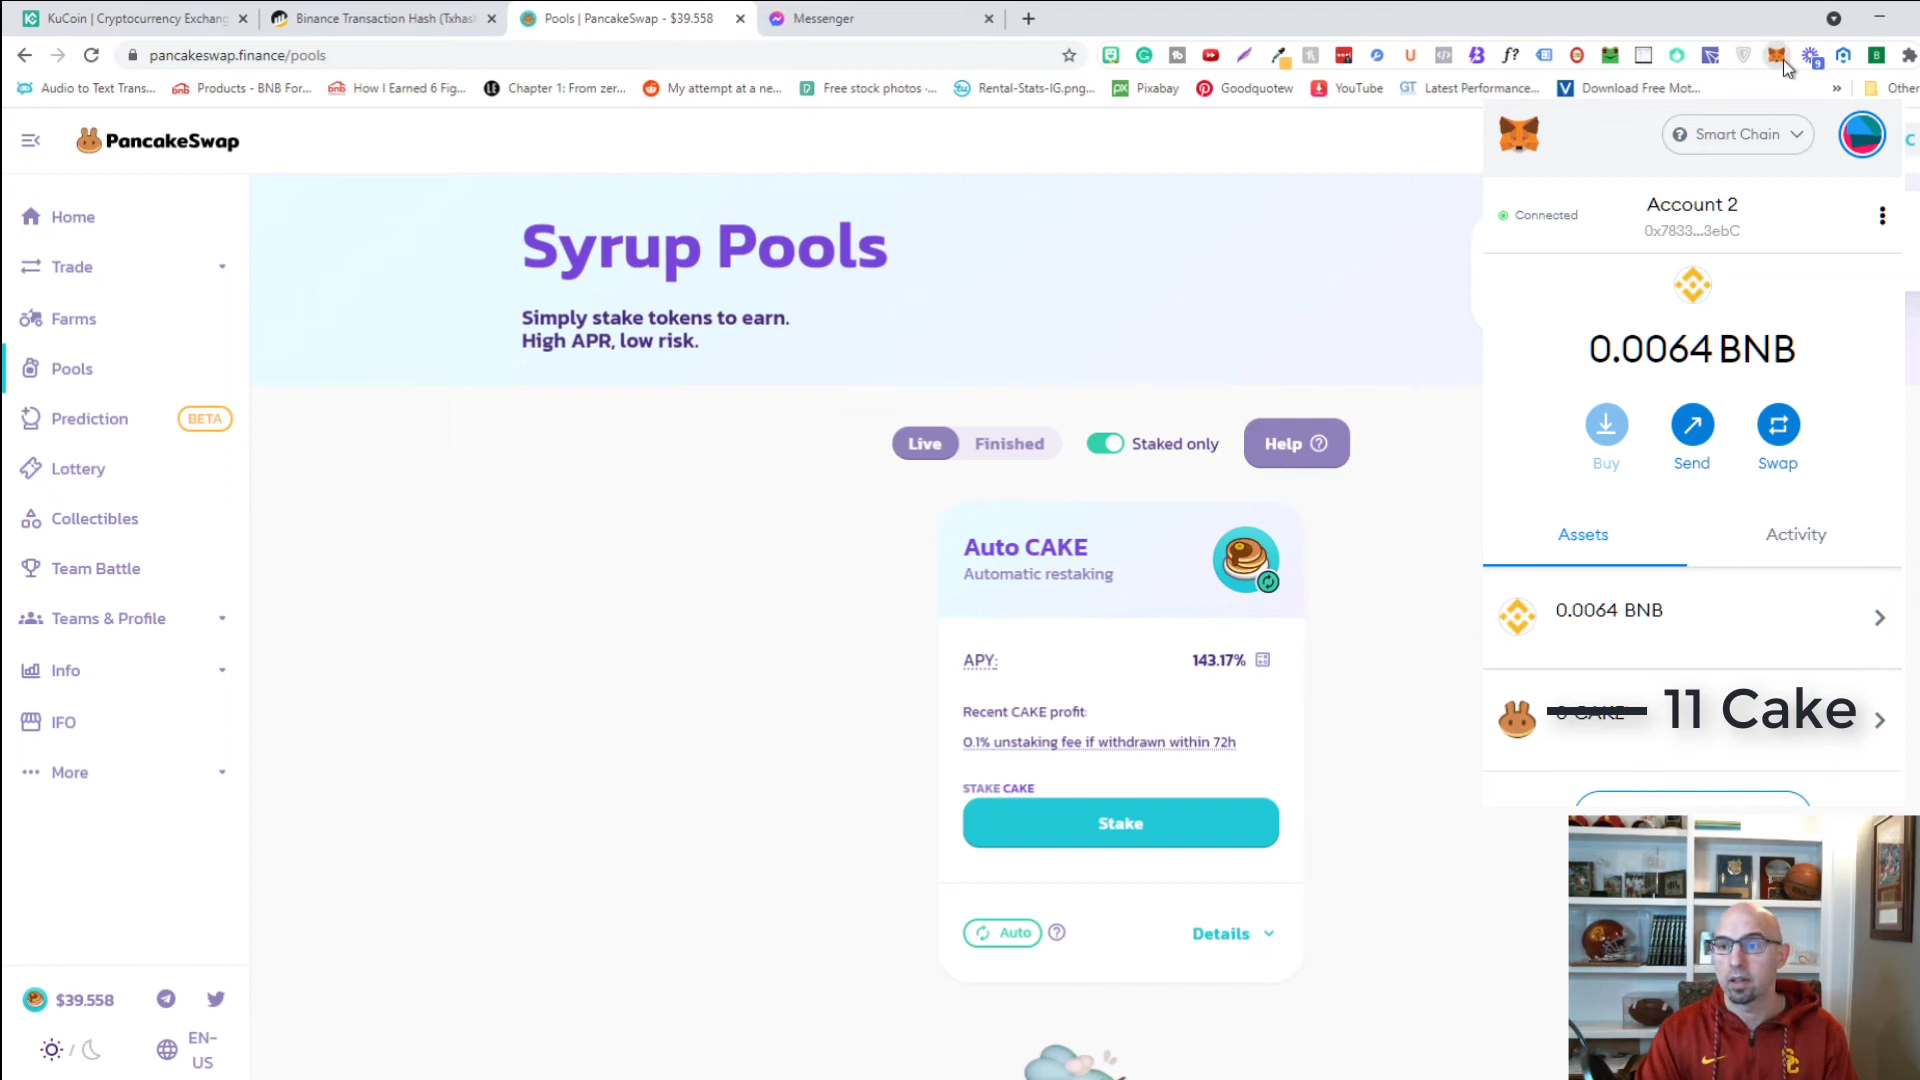 KuCoin | Cryptocurrency Exchang
Binance Transaction Hash (Txhas
Pools | PancakeSwap - $39.558
Messenger
pancakeswap.finance/pools
Audio to Text Trans...
Products - BNB For...
How I Earned 6 Fig...
Chapter 1: From zer...
My attempt at a ne...
Free stock photos -...
Rental-Stats-IG.png...
Pixabay
Goodquotew
YouTube
Latest Performance...
Download Free Mot...
»
Other
PancakeSwap
Smart Chain
Home
Trade
Farms
Pools
Prediction
BETA
Lottery
Collectibles
Team Battle
Teams & Profile
Info
IFO
More
$39.558
EN-
US
Syrup Pools
Simply stake tokens to earn.
High APR, low risk.
Live
Finished
Staked only
Help
Auto CAKE
Automatic restaking
APY:
143.17%
Recent CAKE profit:
0.1% unstaking fee if withdrawn within 72h
STAKE CAKE
Stake
Auto
Details
Connected
Account 2
0x7833...3ebC
0.0064 BNB
Buy
Send
Swap
Assets
Activity
0.0064 BNB
0 CAKE
11 Cake